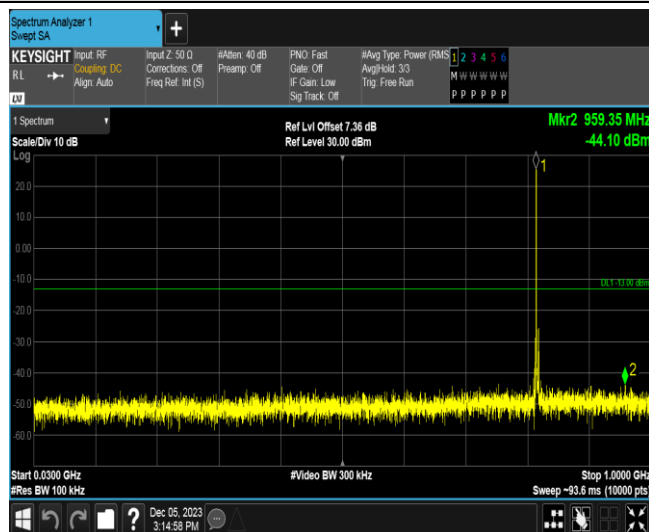 Spectrum Analyzer 1
Swept SA
+
KEYSIGHT
RL
LXI
Input: RF
Coupling: DC
Align: Auto
Input Z: 50 Ω
Corrections: Off
Freq Ref: Int (S)
#Atten: 40 dB
Preamp: Off
PNO: Fast
Gate: Off
IF Gain: Low
Sig Track: Off
#Avg Type: Power (RMS
Avg|Hold: 3/3
Trig: Free Run
1 2 3 4 5 6
M W W W W W
P P P P P P
1 Spectrum
Scale/Div 10 dB
Log
Ref Lvl Offset 7.36 dB
Ref Level 30.00 dBm
Mkr2 959.35 MHz
-44.10 dBm
1
20.0
10.0
0.00
-10.0
DL1 -13.00 dBm
-20.0
-30.0
-40.0
2
-50.0
-60.0
Start 0.0300 GHz
#Res BW 100 kHz
#Video BW 300 kHz
Stop 1.0000 GHz
Sweep ~93.6 ms (10000 pts)
?
Dec 05, 2023
3:14:58 PM